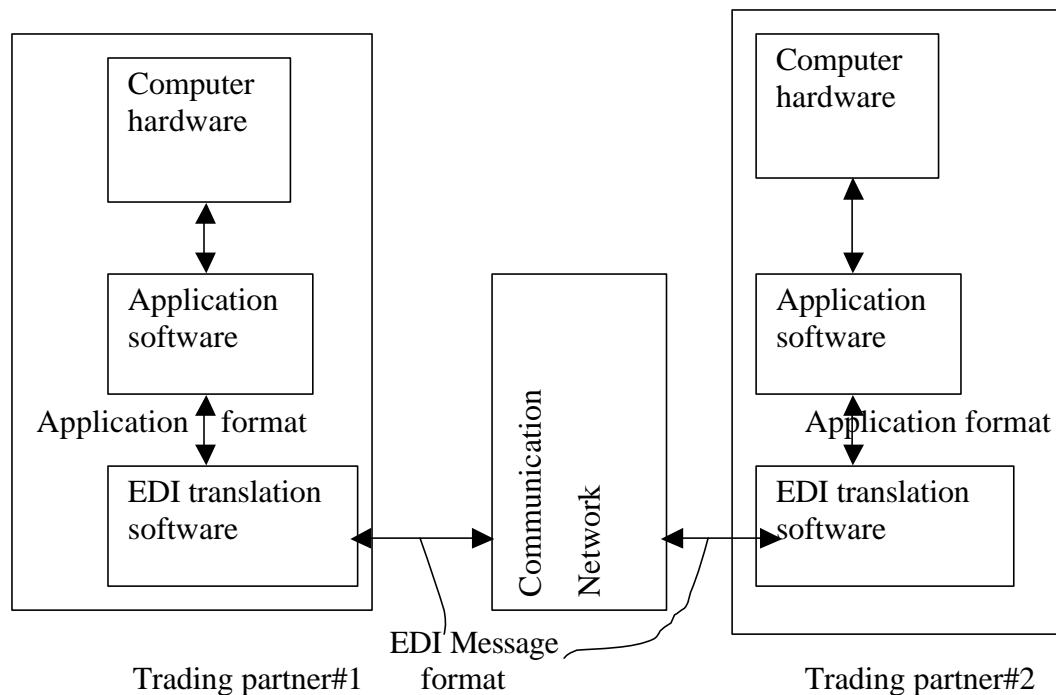 Computer
hardware
Application
software
Application format
EDI translation
software
Trading partner#1
Communication
Network
EDI Message
format
Computer
hardware
Application
software
Application format
EDI translation
software
Trading partner#2